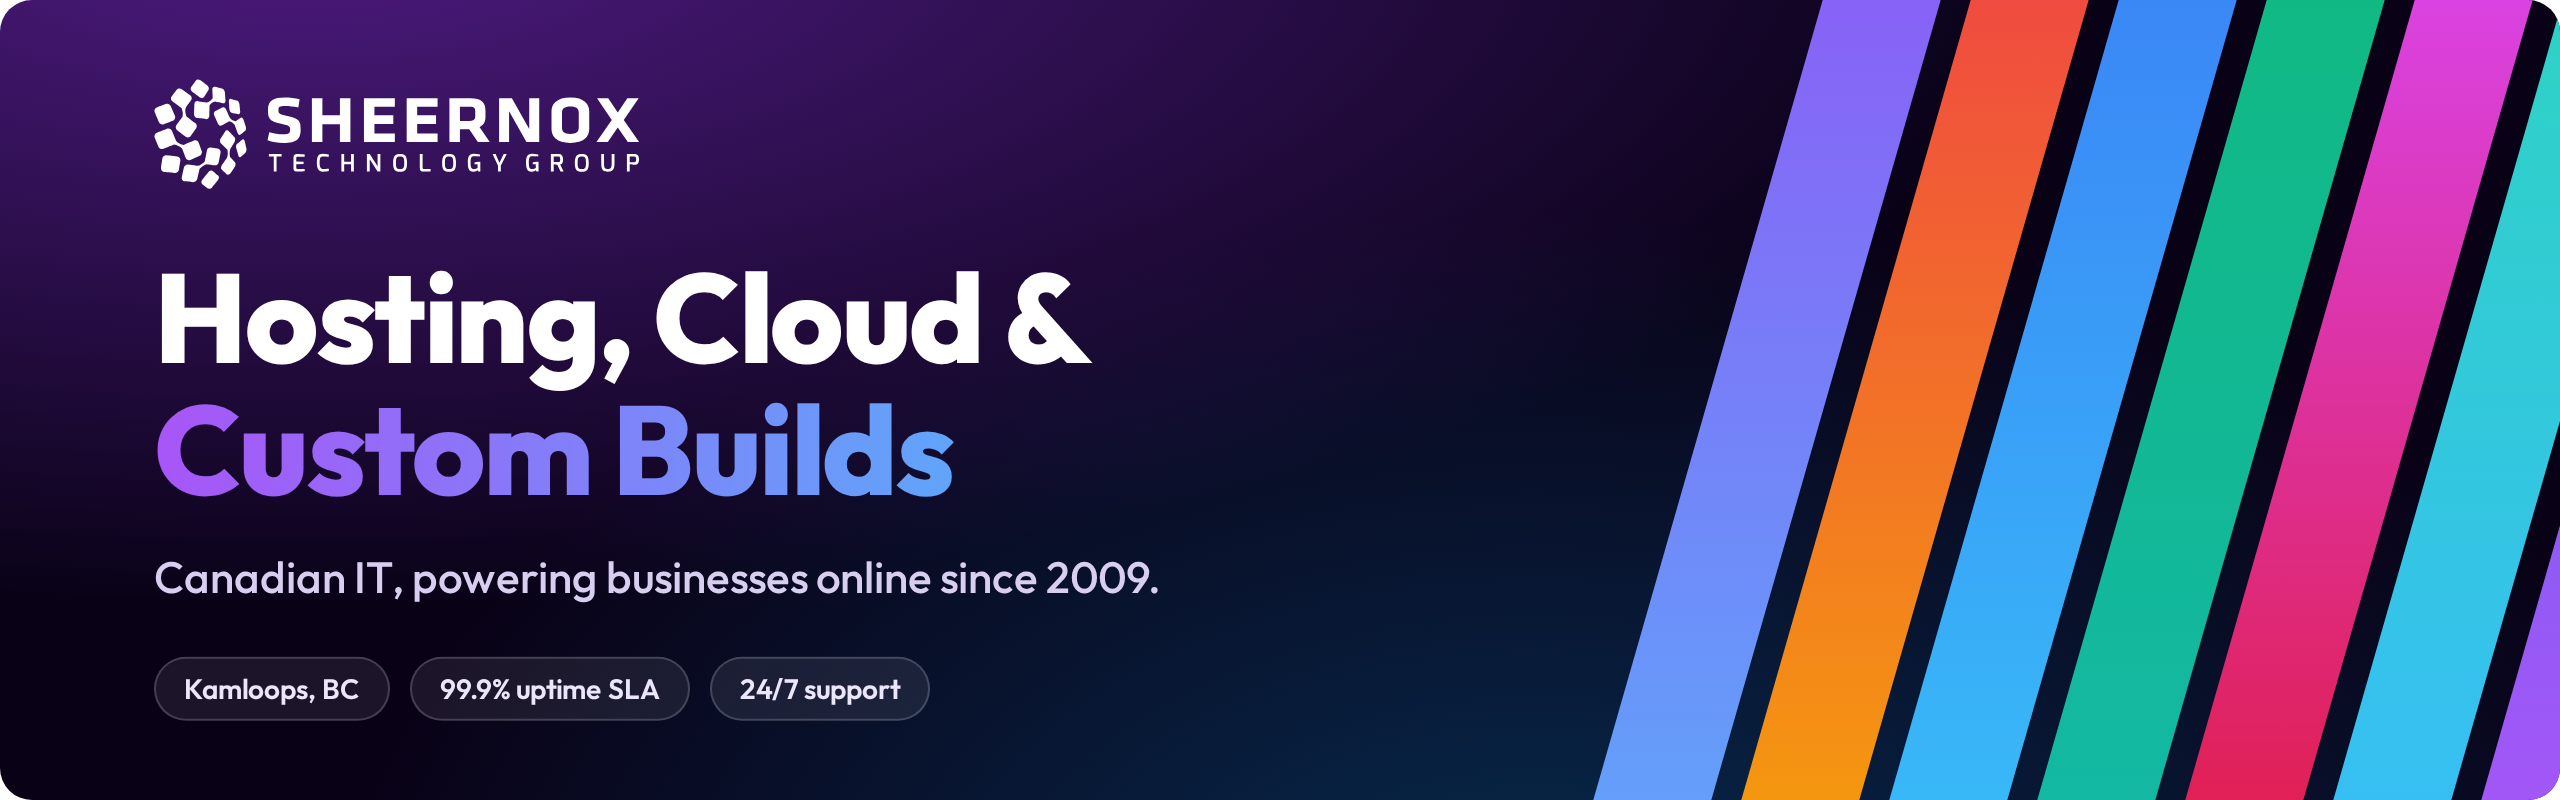 SHEERNOX
TECHNOLOGY GROUP
Hosting, Cloud &
Custom Builds
Canadian IT, powering businesses online since 2009.
Kamloops, BC
99.9% uptime SLA
24/7 support